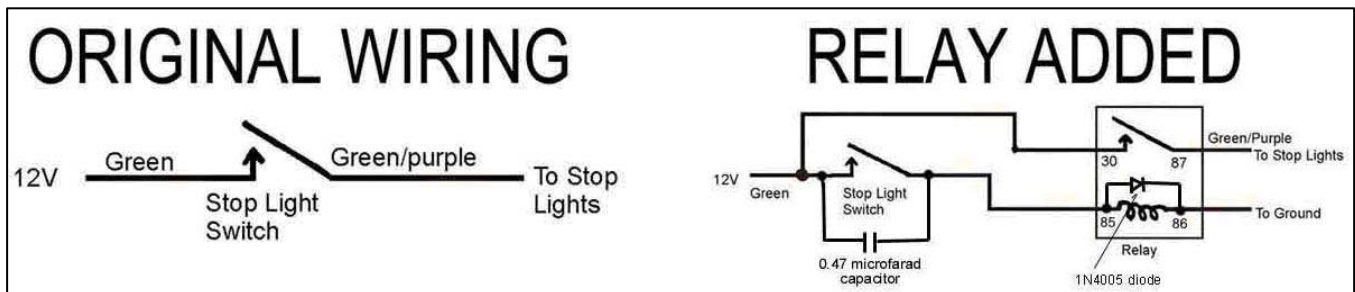 ORIGINAL WIRING
12V
Green
Green/purple
Stop Light
Switch
To Stop
Lights
RELAY ADDED
12V
Green
Stop Light
Switch
0.47 microfarad
capacitor
30
87
Green/Purple
To Stop Lights
85
86
To Ground
Relay
1N4005 diode